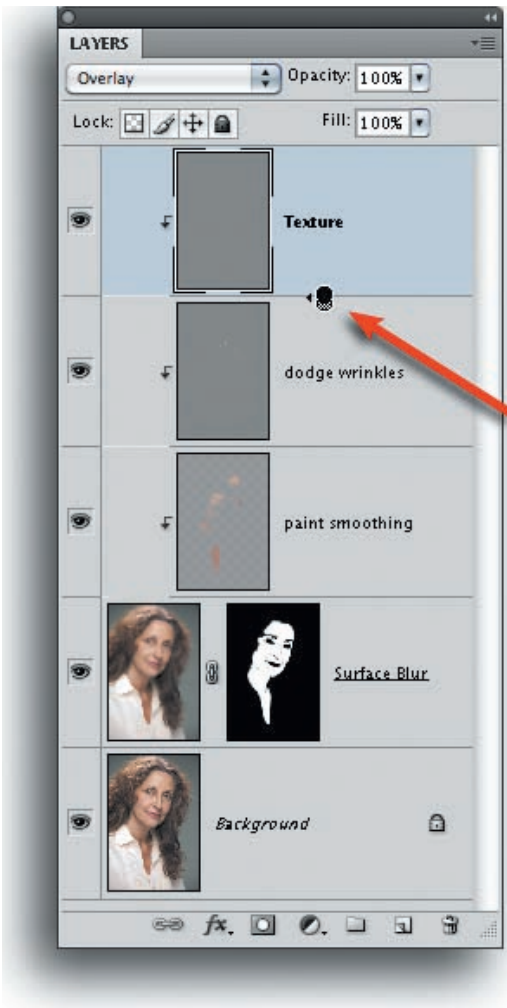 LAYERS
Overlay Opacity: 100%
Lock: Fill: 100%
Texture
dodge wrinkles
paint smoothing
Surface Blur
Background
fx.